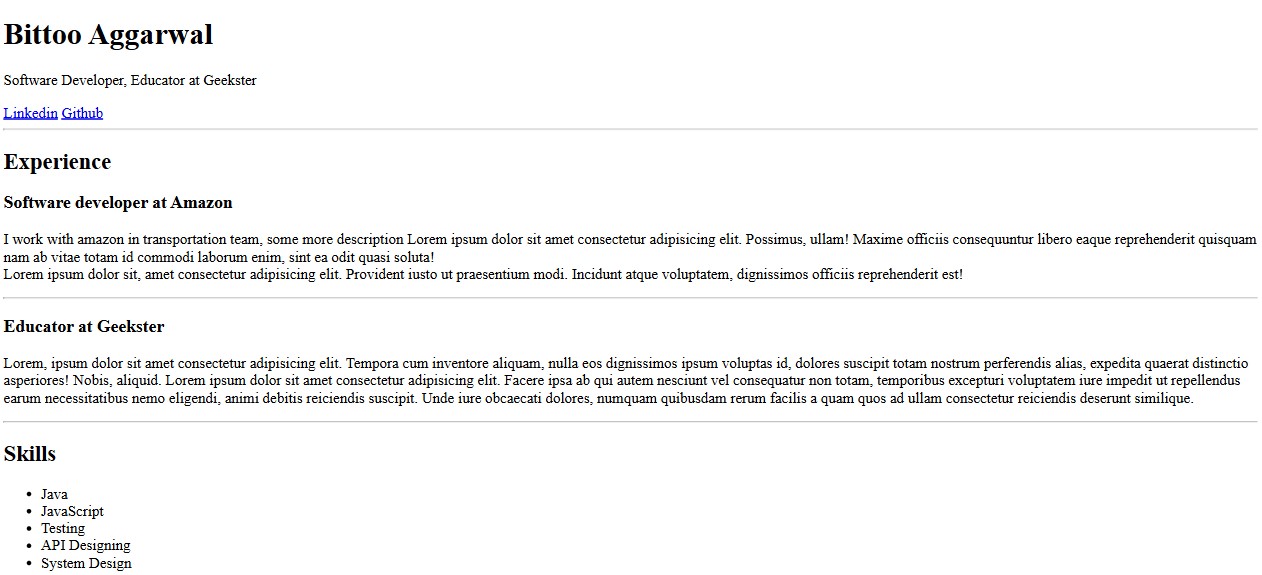 Bittoo Aggarwal
Software Developer, Educator at Geekster
Linkedin Github
Experience
Software developer at Amazon
I work with amazon in transportation team, some more description Lorem ipsum dolor sit amet consectetur adipisicing elit. Possimus, ullam! Maxime officiis consequuntur libero eaque reprehenderit quisquam
nam ab vitae totam id commodi laborum enim, sint ea odit quasi soluta!
Lorem ipsum dolor sit, amet consectetur adipisicing elit. Provident iusto ut praesentium modi. Incidunt atque voluptatem, dignissimos officiis reprehenderit est!
Educator at Geekster
Lorem, ipsum dolor sit amet consectetur adipisicing elit. Tempora cum inventore aliquam, nulla eos dignissimos ipsum voluptas id, dolores suscipit totam nostrum perferendis alias, expedita quaerat distinctio
asperiores! Nobis, aliquid. Lorem ipsum dolor sit amet consectetur adipisicing elit. Facere ipsa ab qui autem nesciunt vel consequatur non totam, temporibus excepturi voluptatem iure impedit ut repellendus
earum necessitatibus nemo eligendi, animi debitis reiciendis suscipit. Unde iure obcaecati dolores, numquam quibusdam rerum facilis a quam quos ad ullam consectetur reiciendis deserunt similique.
Skills
• Java
• JavaScript
• Testing
• API Designing
• System Design